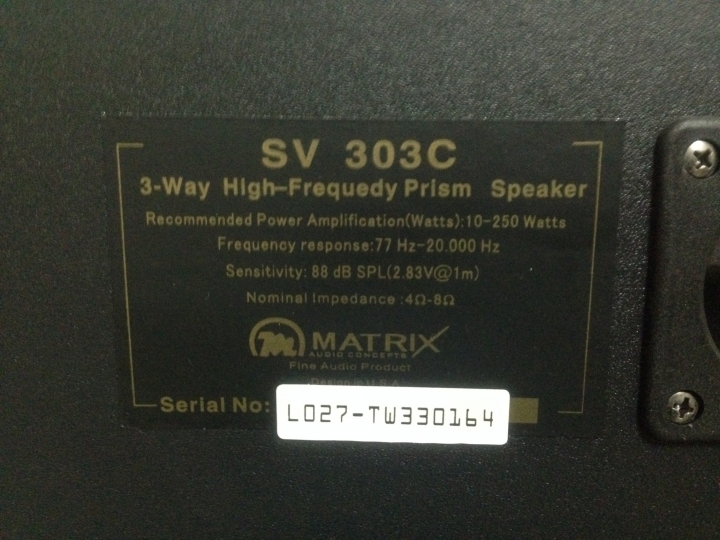 SV 303C
3-Way High-Frequedy Prism Speaker
Recommended Power Amplification(Watts):10-250 Watts
Frequency response:77 Hz-20.000 Hz
Sensitivity: 88 dB SPL(2.83V@1m)
Nominal Impedance :4Ω-8Ω
m MATRIX
AUDIO CONCEPTS
Fine Audio Product
Design in U.S.A
Serial No: L027-TW330164